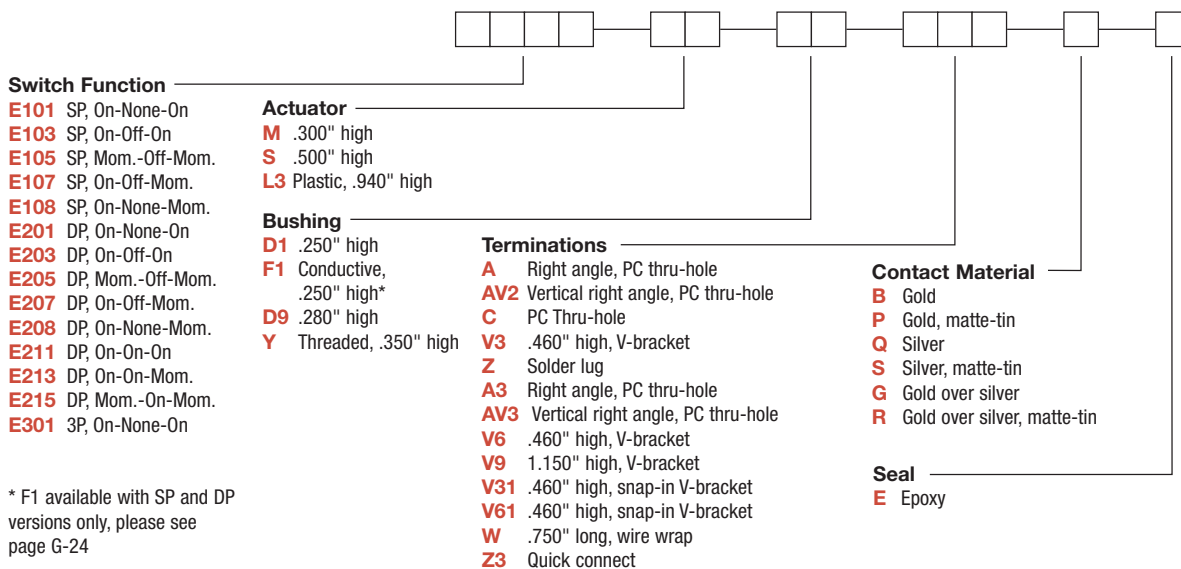 Switch Function
E101 SP, On-None-On
E103 SP, On-Off-On
E105 SP, Mom.-Off-Mom.
E107 SP, On-Off-Mom.
E108 SP, On-None-Mom.
E201 DP, On-None-On
E203 DP, On-Off-On
E205 DP, Mom.-Off-Mom.
E207 DP, On-Off-Mom.
E208 DP, On-None-Mom.
E211 DP, On-On-On
E213 DP, On-On-Mom.
E215 DP, Mom.-On-Mom.
E301 3P, On-None-On
* F1 available with SP and DP
versions only, please see
page G-24
Actuator
M .300" high
S .500" high
L3 Plastic, .940" high
Bushing
D1 .250" high
F1 Conductive,
.250" high*
D9 .280" high
Y Threaded, .350" high
Terminations
A Right angle, PC thru-hole
AV2 Vertical right angle, PC thru-hole
C PC Thru-hole
V3 .460" high, V-bracket
Z Solder lug
A3 Right angle, PC thru-hole
AV3 Vertical right angle, PC thru-hole
V6 .460" high, V-bracket
V9 1.150" high, V-bracket
V31 .460" high, snap-in V-bracket
V61 .460" high, snap-in V-bracket
W .750" long, wire wrap
Z3 Quick connect
Contact Material
B Gold
P Gold, matte-tin
Q Silver
S Silver, matte-tin
G Gold over silver
R Gold over silver, matte-tin
Seal
E Epoxy